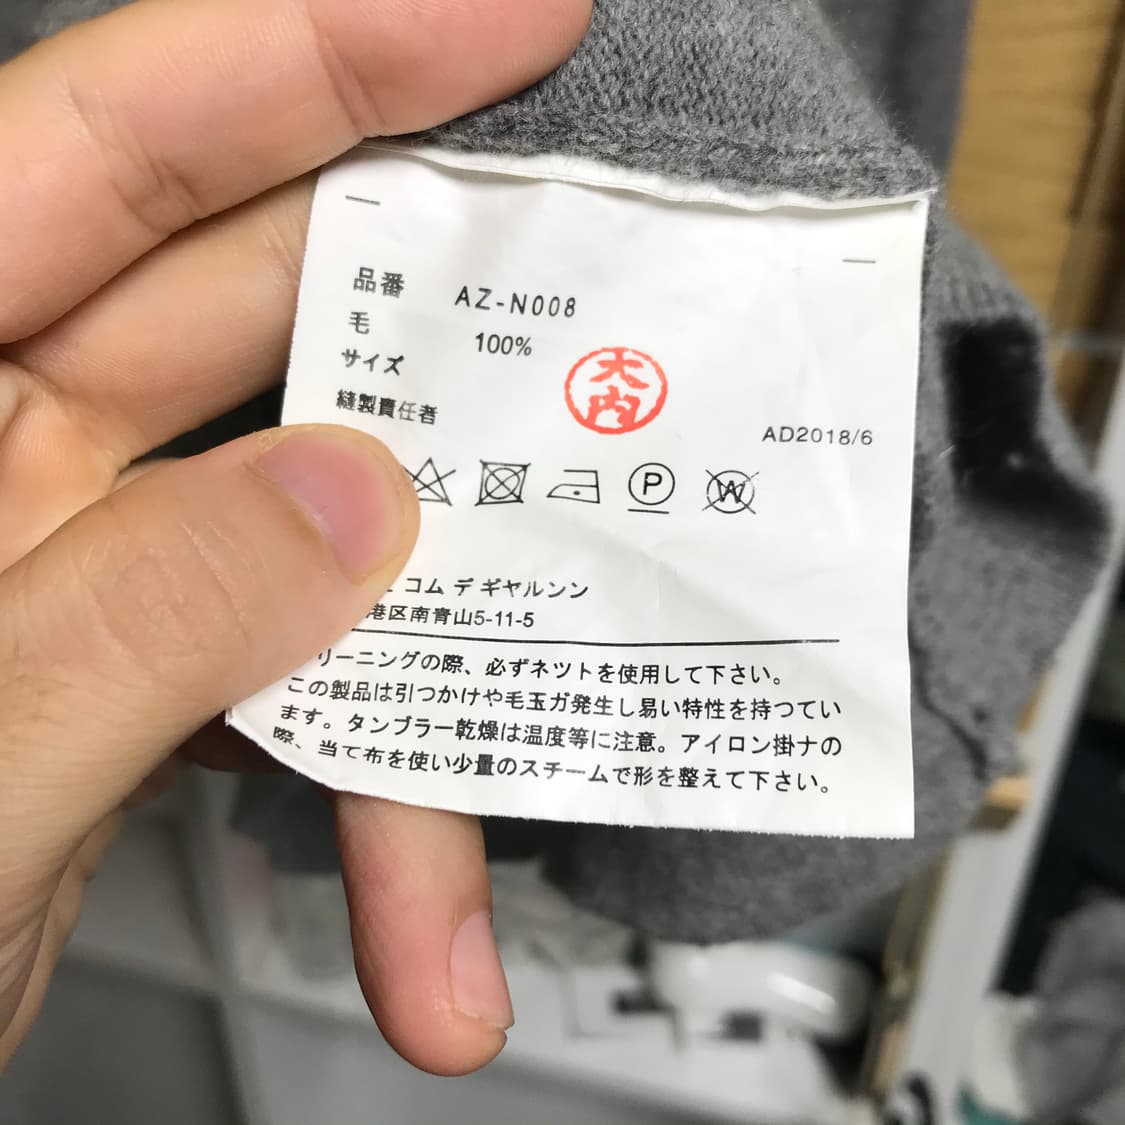 品番 AZ-N008
毛 100%
サイズ
縫製責任者
大内
AD2018/6
P
W
コム デ ギヤルソン
港区南青山5-11-5
リーニングの際、必ずネツトを使用して下さい。
この製品は引つかけや毛玉ガ発生し易い特性を持つてい
ます。タンブラー乾燥は温度等に注意。アイロン掛ナの
際、当て布を使い少量のスチームで形を整えて下さい。